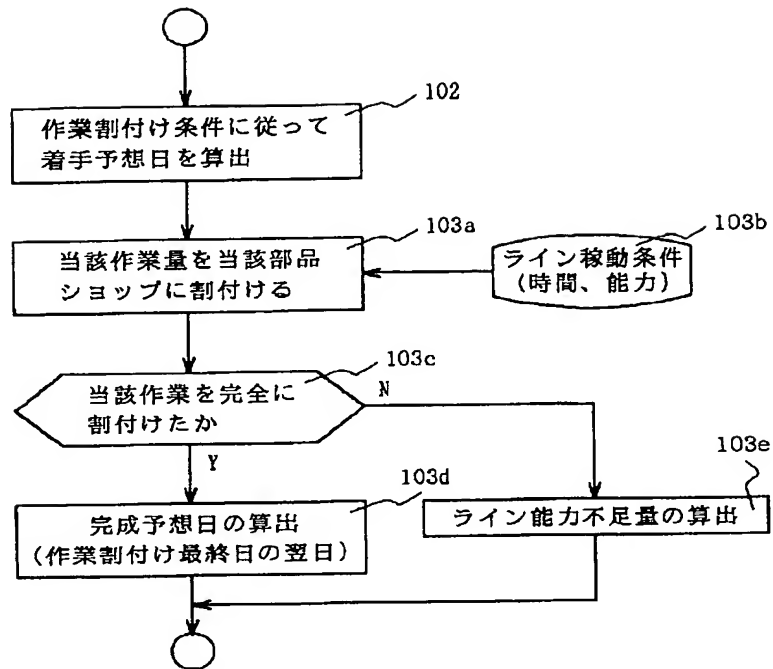 102
作業割付け条件に従って
着手予想日を算出
103a
当該作業量を当該部品
ショップに割付ける
103b
ライン稼動条件
(時間、能力)
103c
当該作業を完全に
割付けたか
N
Y
103d
完成予想日の算出
(作業割付け最終日の翌日)
103e
ライン能力不足量の算出